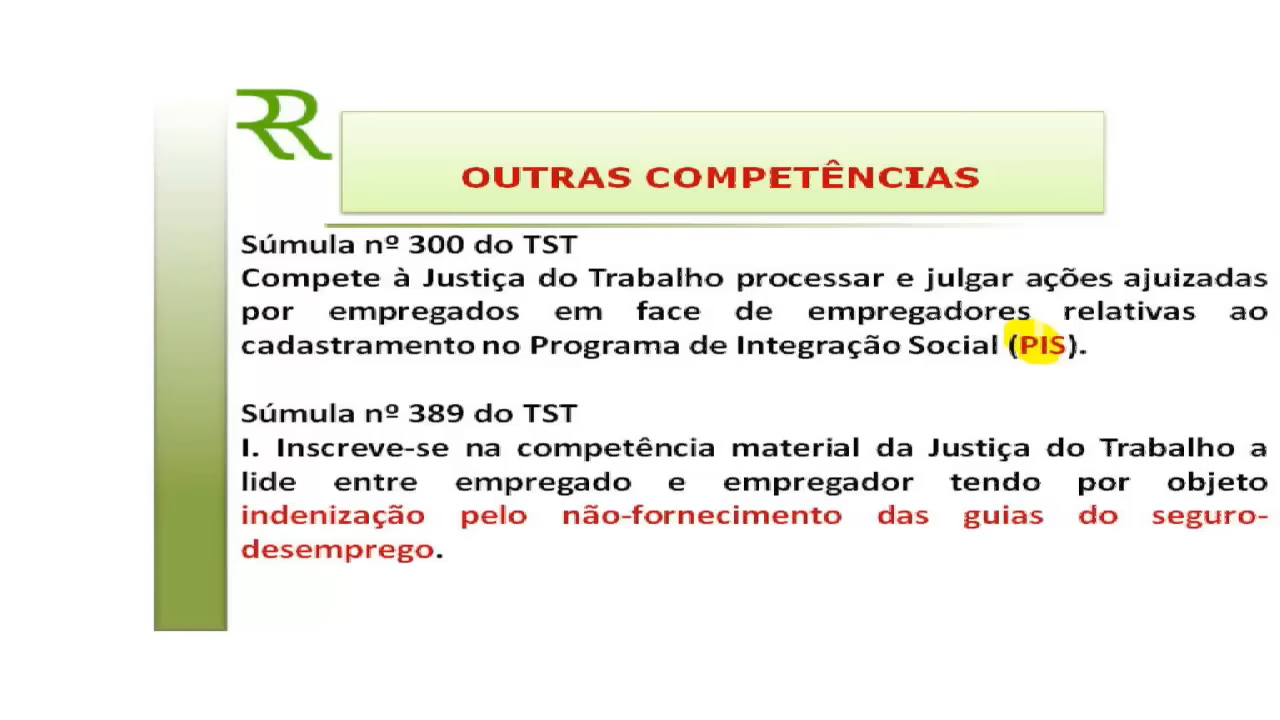 RR
OUTRAS COMPETÊNCIAS
Súmula nº 300 do TST
Compete à Justiça do Trabalho processar e julgar ações ajuizadas
por empregados em face de empregadores relativas ao
cadastramento no Programa de Integração Social (PIS).
Súmula nº 389 do TST
I. Inscreve-se na competência material da Justiça do Trabalho a
lide entre empregado e empregador tendo por objeto
indenização pelo não-fornecimento das guias do seguro-
desemprego.